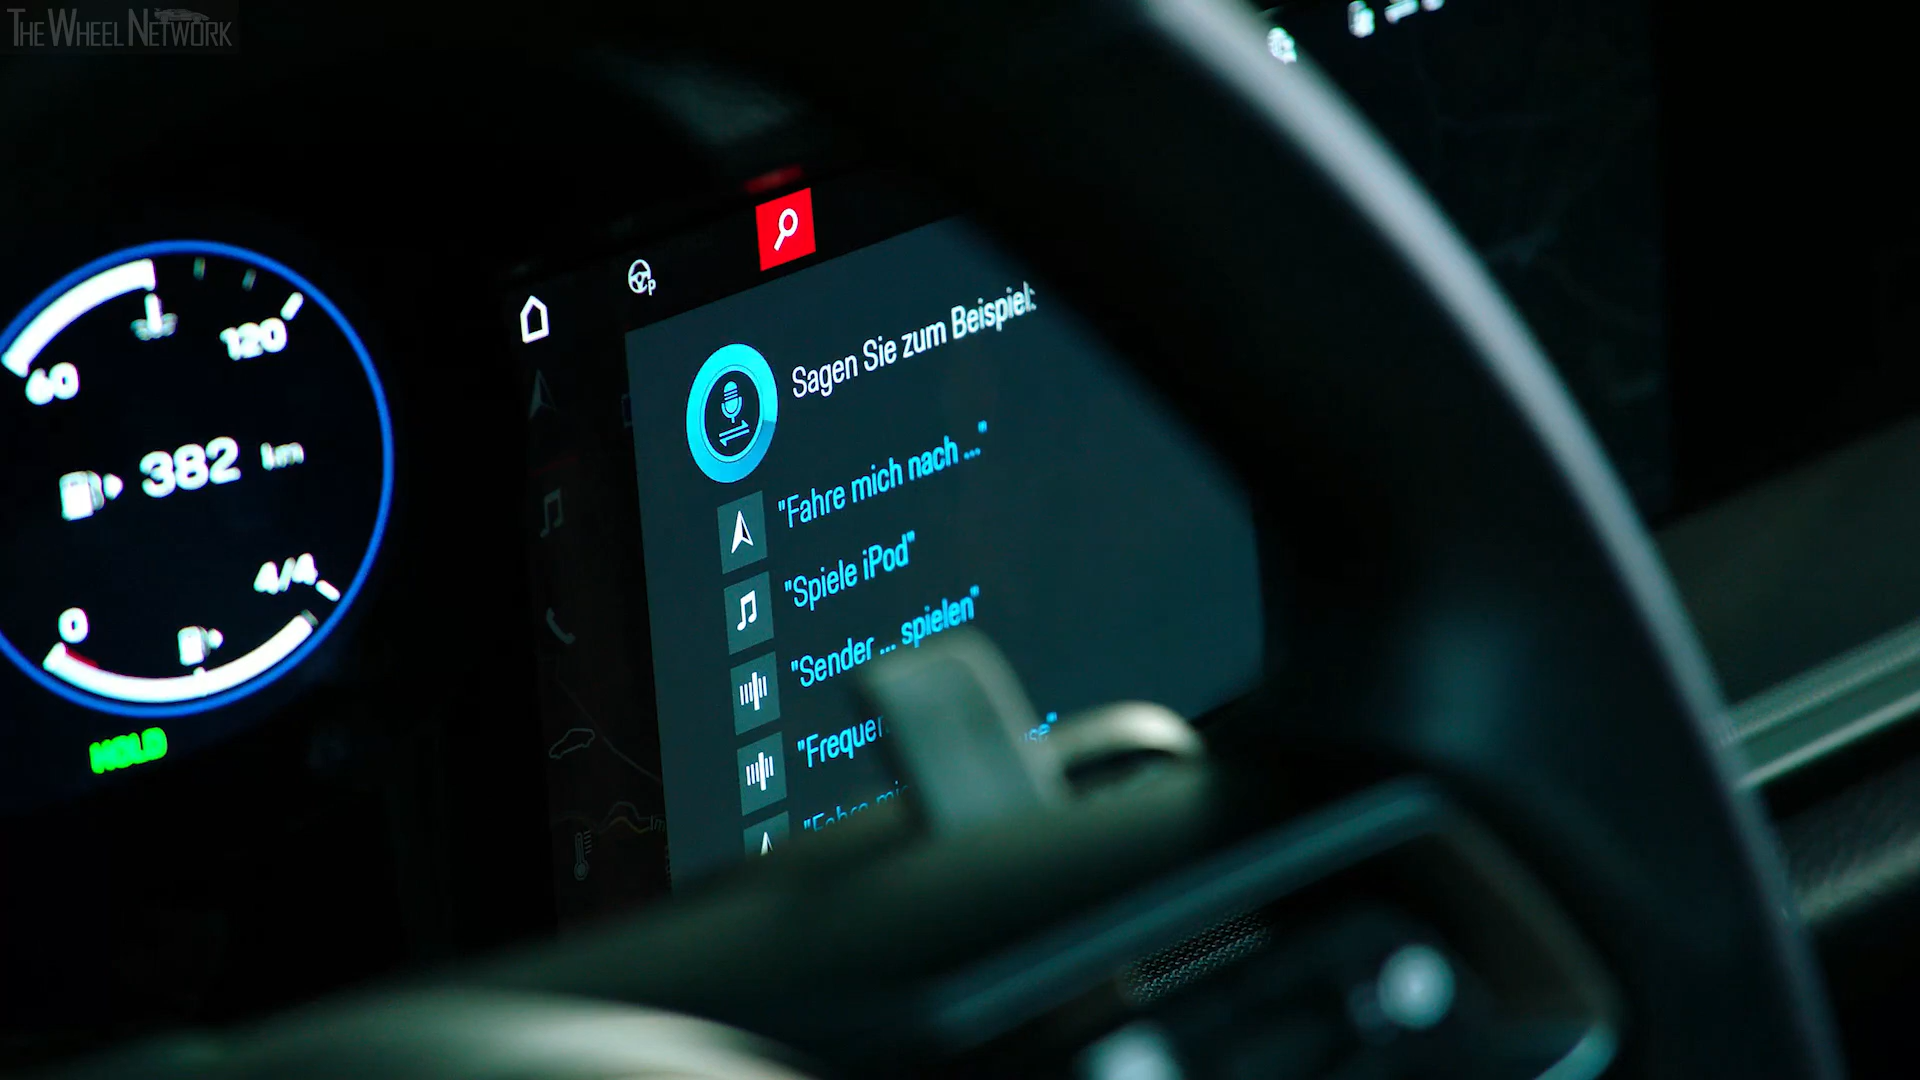 THE WHEEL NETWORK
60
120
382 km
0
4/4
HOLD
P
Sagen Sie zum Beispiel:
"Fahre mich nach ..."
"Spiele iPod"
"Sender ... spielen"